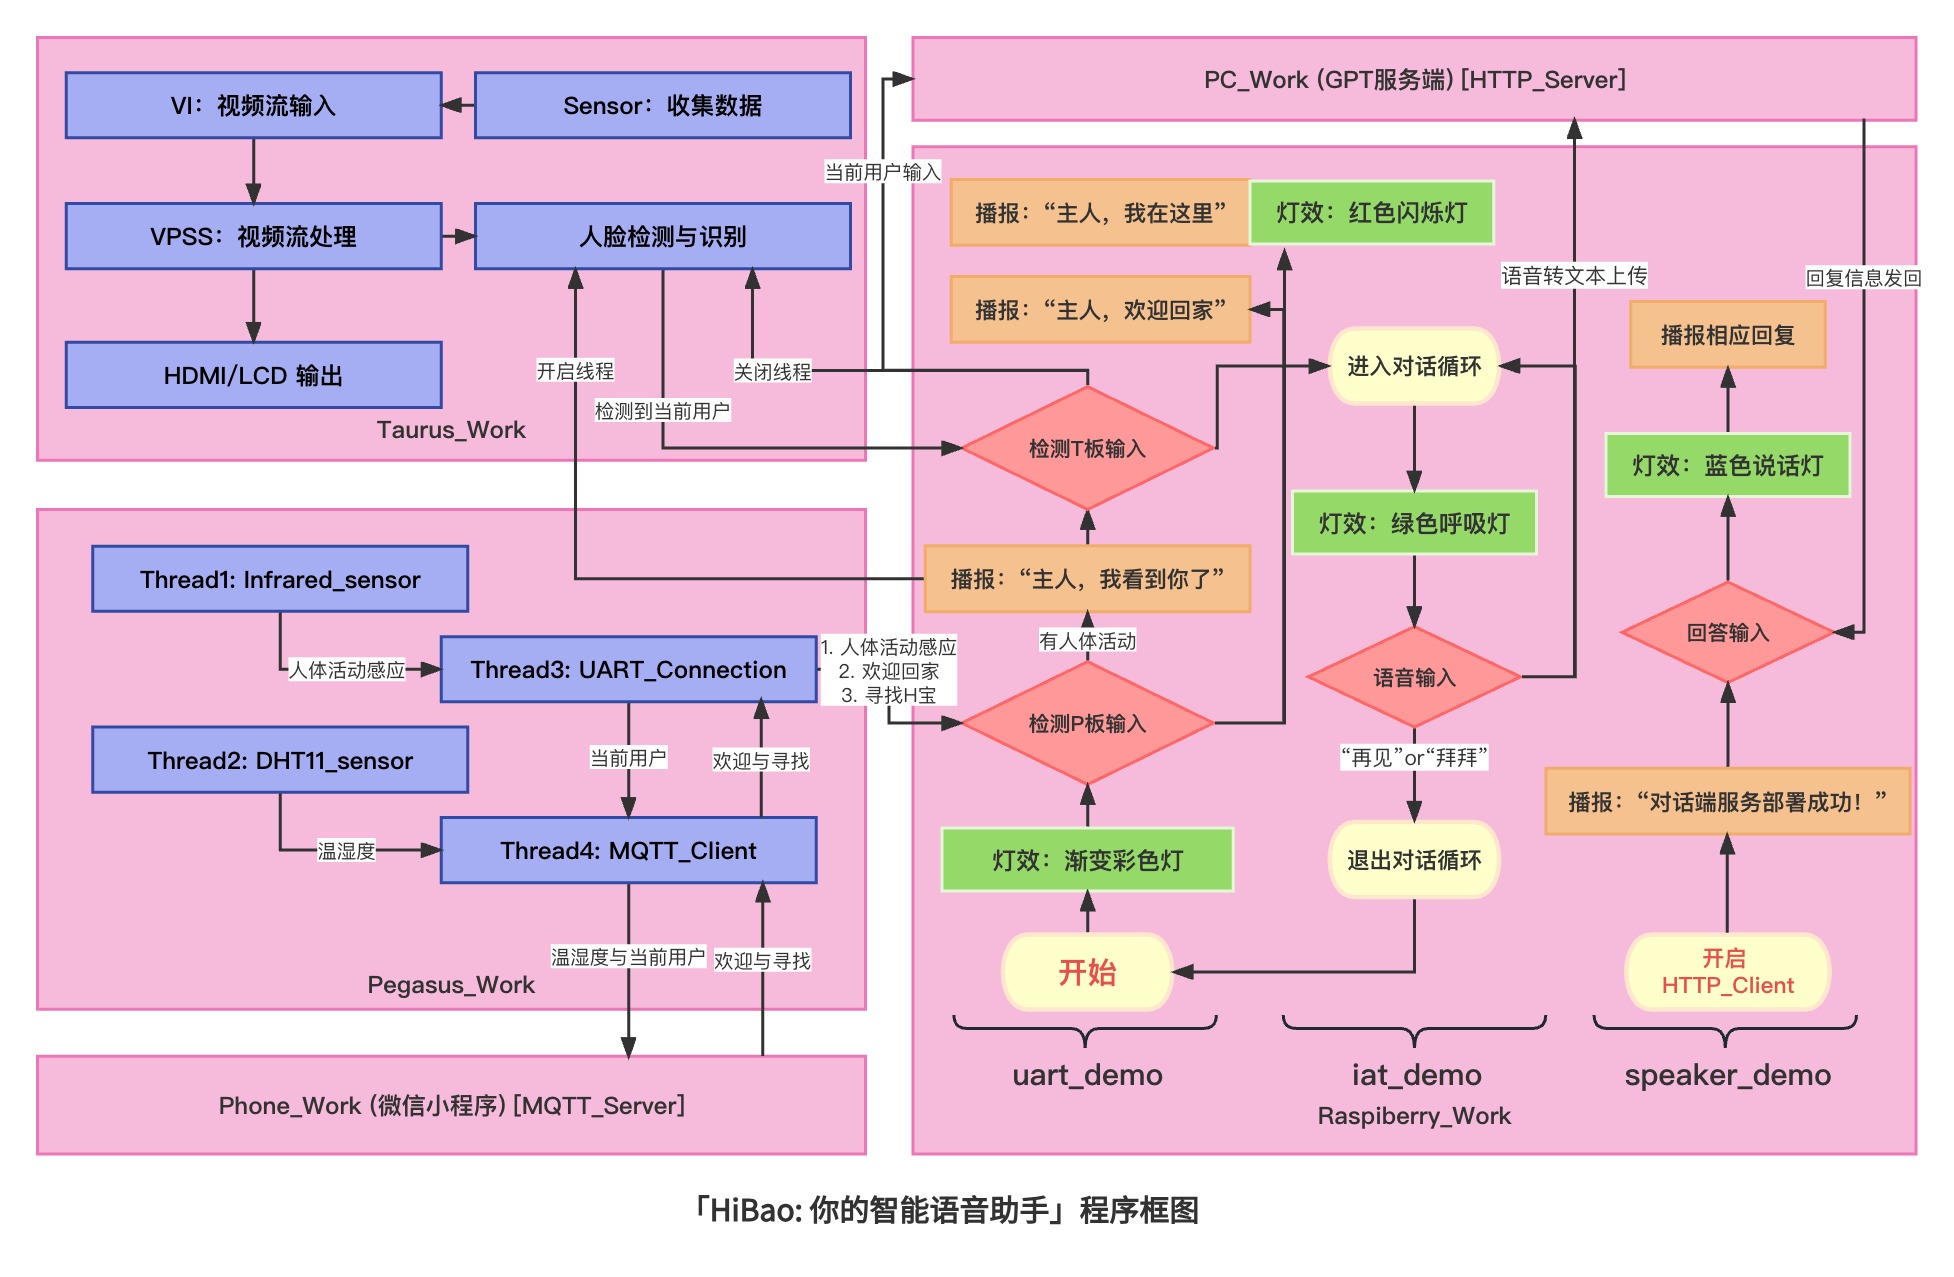 VI：视频流输入
Sensor：收集数据
VPSS：视频流处理
人脸检测与识别
HDMI/LCD 输出
开启线程
关闭线程
检测到当前用户
Taurus_Work
Thread1: Infrared_sensor
人体活动感应
Thread3: UART_Connection
Thread2: DHT11_sensor
当前用户
欢迎与寻找
温湿度
Thread4: MQTT_Client
温湿度与当前用户
欢迎与寻找
Pegasus_Work
Phone_Work (微信小程序) [MQTT_Server]
PC_Work (GPT服务端) [HTTP_Server]
当前用户输入
播报：“主人，我在这里”
灯效：红色闪烁灯
播报：“主人，欢迎回家”
语音转文本上传
回复信息发回
进入对话循环
播报相应回复
检测T板输入
灯效：绿色呼吸灯
灯效：蓝色说话灯
播报：“主人，我看到你了”
有人体活动
1. 人体活动感应
2. 欢迎回家
3. 寻找H宝
检测P板输入
语音输入
回答输入
“再见”or“拜拜”
播报：“对话端服务部署成功！”
灯效：渐变彩色灯
退出对话循环
开始
开启
HTTP_Client
uart_demo
iat_demo
speaker_demo
Raspiberry_Work
「HiBao: 你的智能语音助手」程序框图